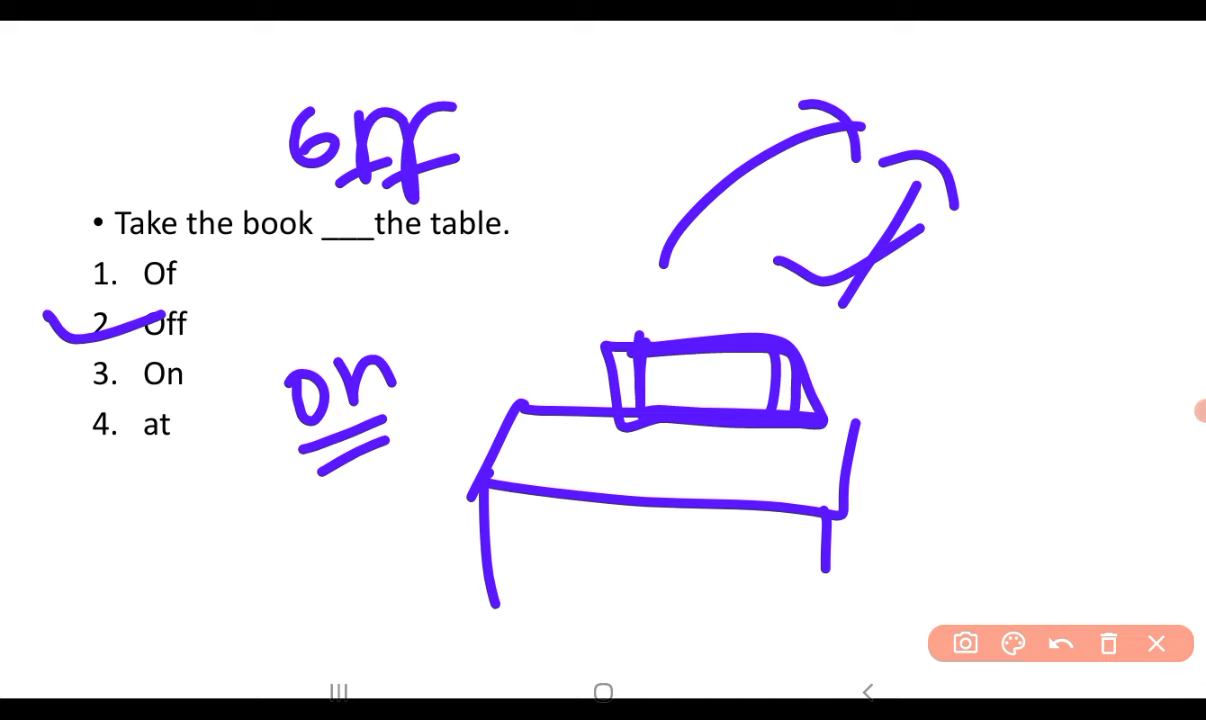 off
• Take the book ___the table.
1. Of
2. Off
3. On
on
4. at